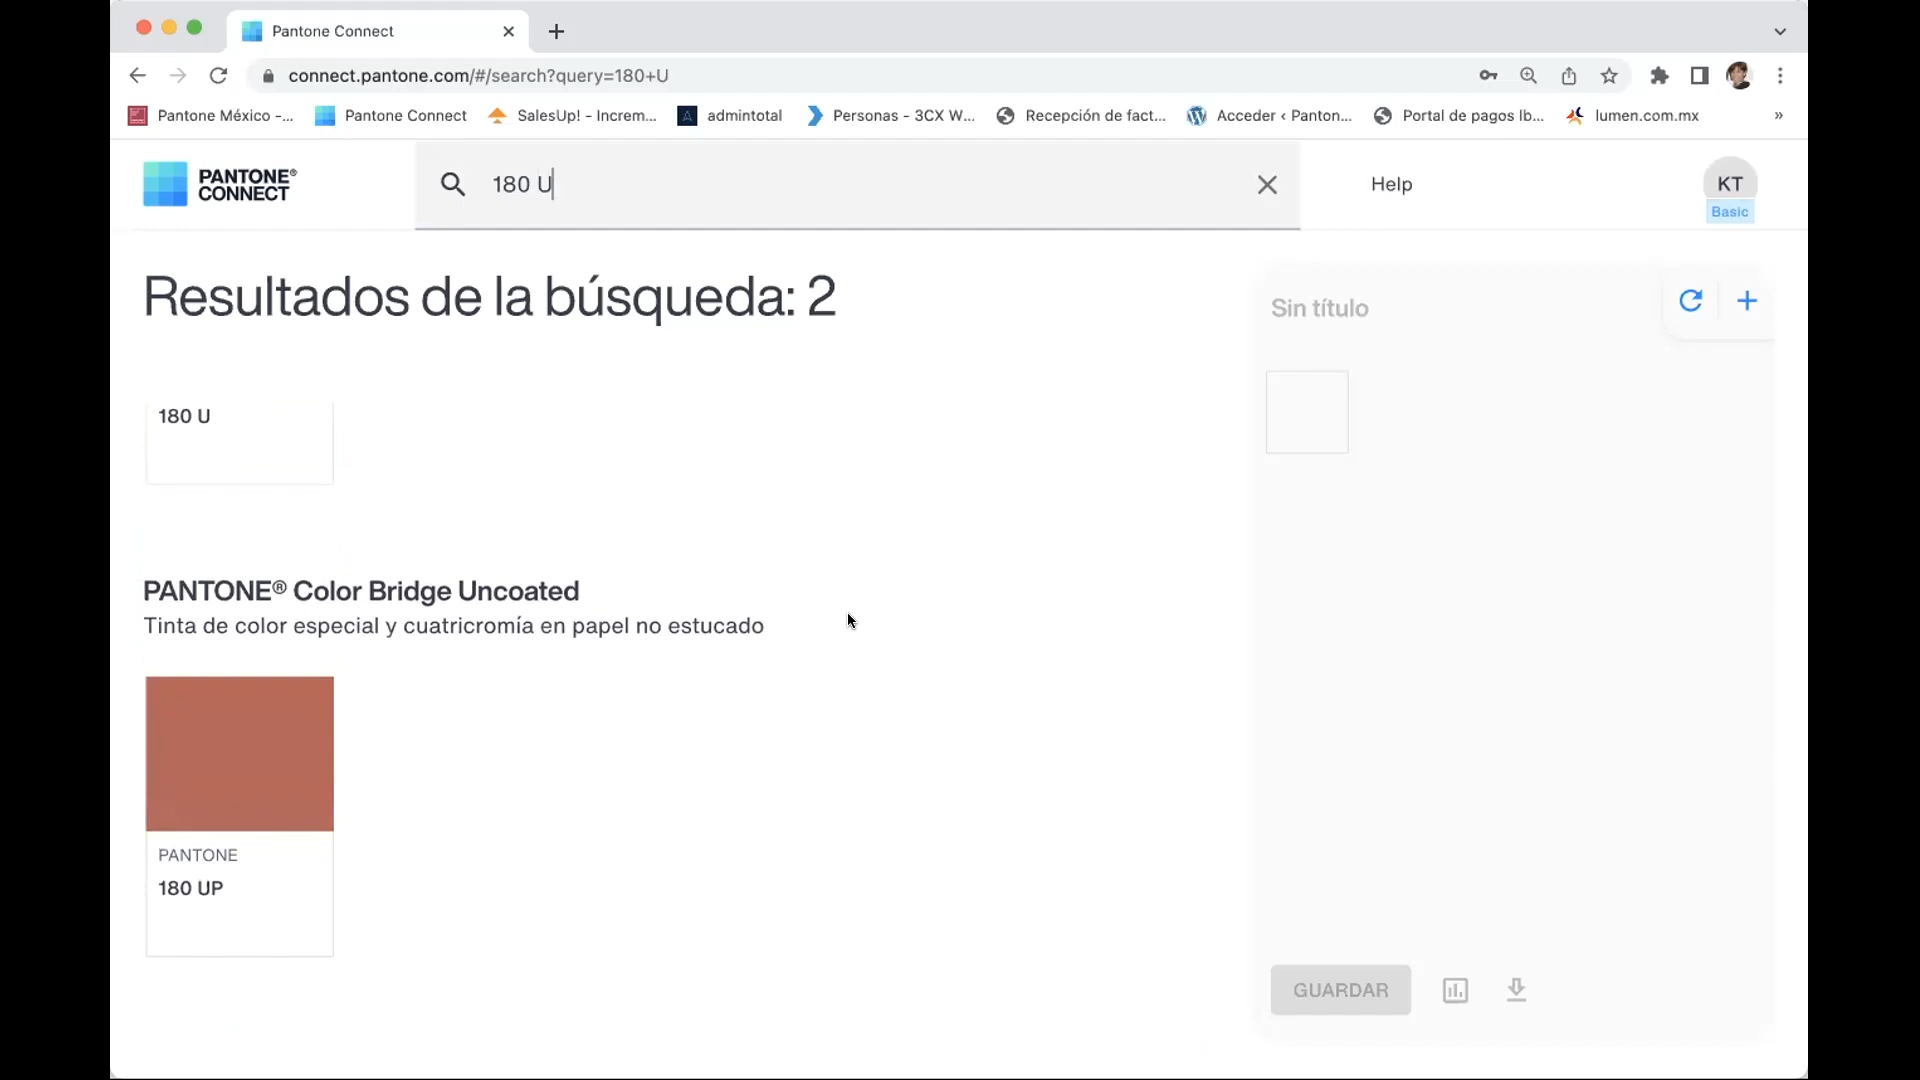 Pantone Connect
connect.pantone.com/#/search?query=180+U
Pantone México -...
Pantone Connect
SalesUp! - Increm...
A
admintotal
Personas - 3CX W...
Recepción de fact...
Acceder ‹ Panton...
Portal de pagos Ib...
lumen.com.mx
»
PANTONE®
CONNECT
180 U
Help
KT
Basic
Resultados de la búsqueda: 2
Sin título
180 U
PANTONE® Color Bridge Uncoated
Tinta de color especial y cuatricromía en papel no estucado
PANTONE
180 UP
GUARDAR